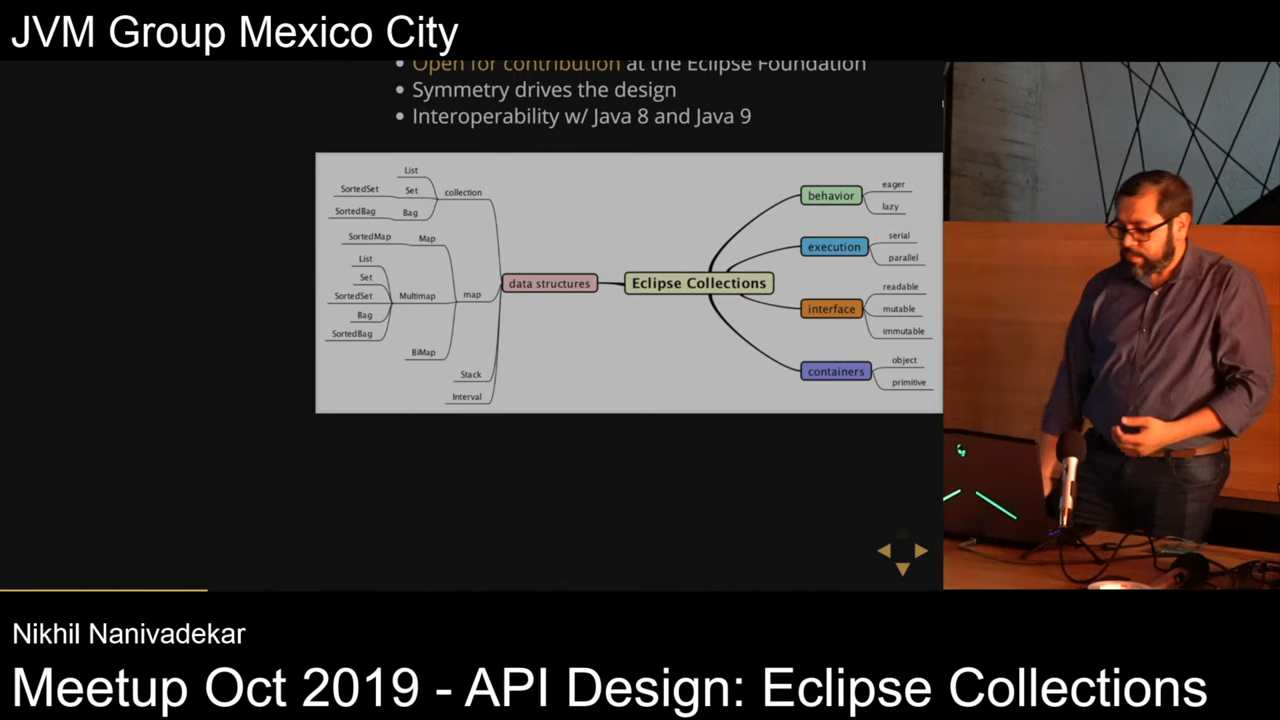 JVM Group Mexico City
Open for contribution at the Eclipse Foundation
Symmetry drives the design
Interoperability w/ Java 8 and Java 9
List
SortedSet
Set
collection
SortedBag
Bag
SortedMap
Map
List
Set
SortedSet
Multimap
map
Bag
SortedBag
BiMap
Stack
Interval
data structures
Eclipse Collections
behavior
eager
lazy
execution
serial
parallel
interface
readable
mutable
immutable
containers
object
primitive
Nikhil Nanivadekar
Meetup Oct 2019 - API Design: Eclipse Collections